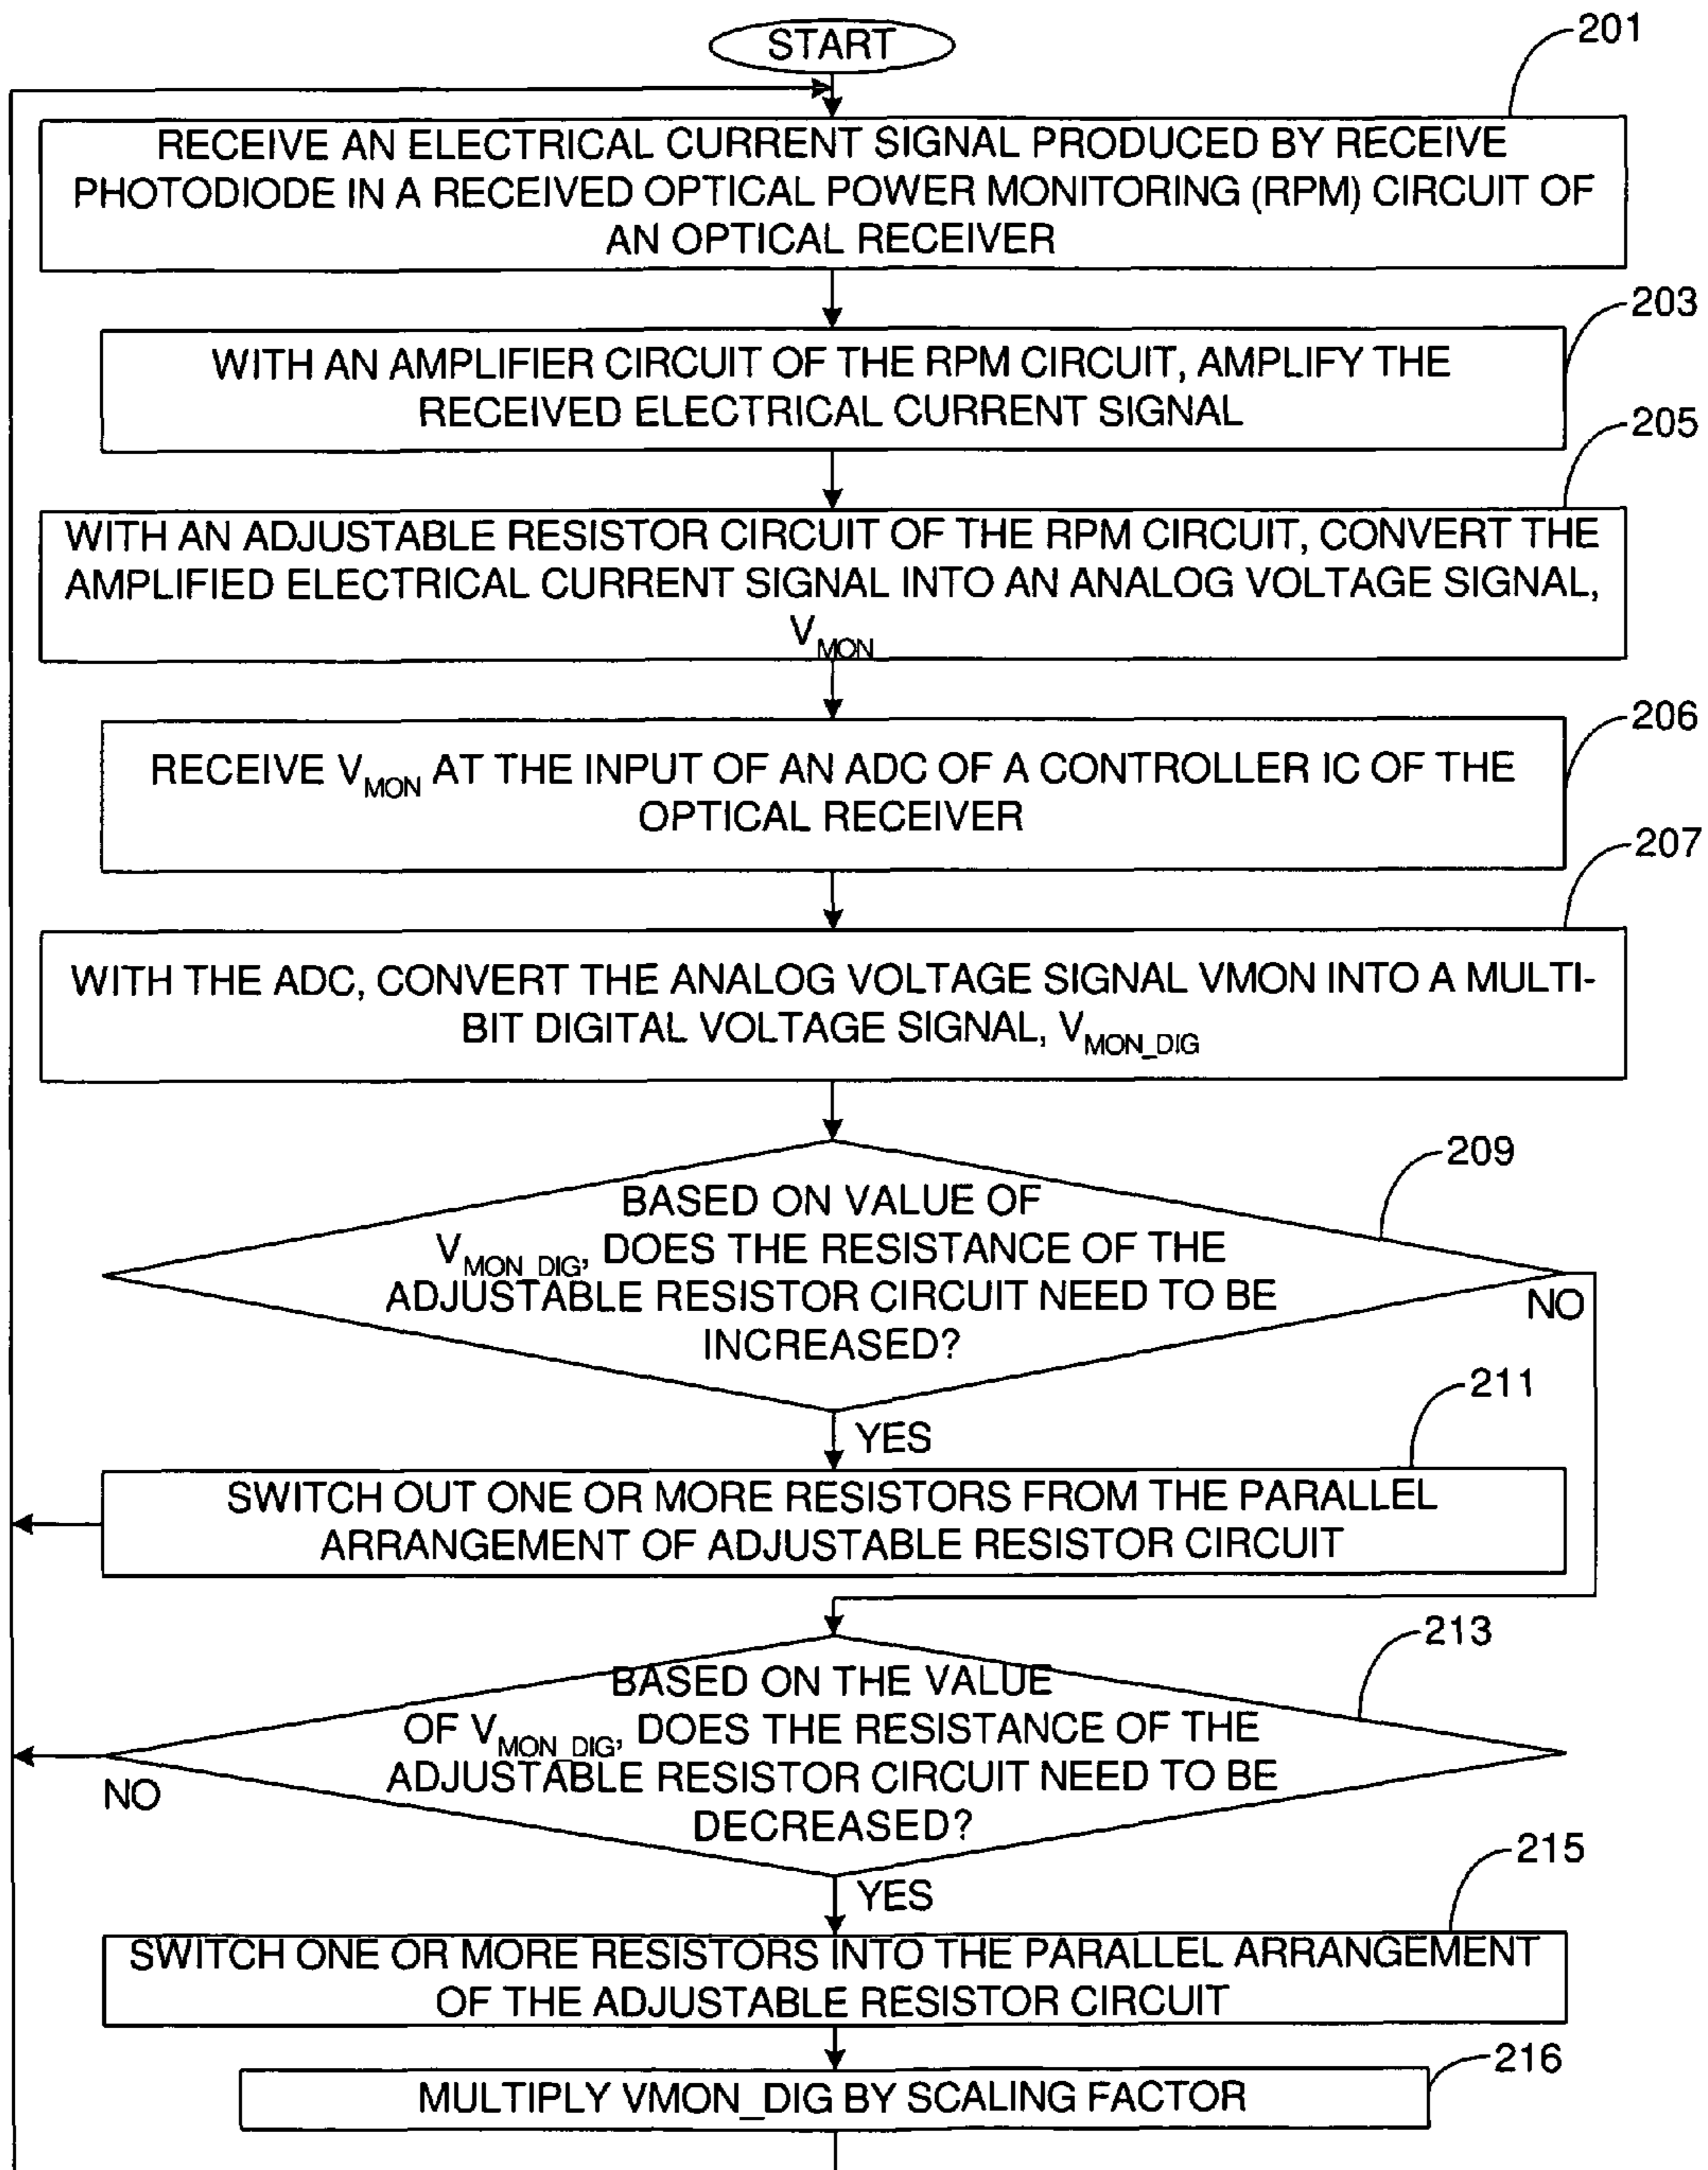 START
201
RECEIVE AN ELECTRICAL CURRENT SIGNAL PRODUCED BY RECEIVE
PHOTODIODE IN A RECEIVED OPTICAL POWER MONITORING (RPM) CIRCUIT OF
AN OPTICAL RECEIVER
203
WITH AN AMPLIFIER CIRCUIT OF THE RPM CIRCUIT, AMPLIFY THE
RECEIVED ELECTRICAL CURRENT SIGNAL
205
WITH AN ADJUSTABLE RESISTOR CIRCUIT OF THE RPM CIRCUIT, CONVERT THE
AMPLIFIED ELECTRICAL CURRENT SIGNAL INTO AN ANALOG VOLTAGE SIGNAL,
VMON
206
RECEIVE VMON AT THE INPUT OF AN ADC OF A CONTROLLER IC OF THE
OPTICAL RECEIVER
207
WITH THE ADC, CONVERT THE ANALOG VOLTAGE SIGNAL VMON INTO A MULTI-
BIT DIGITAL VOLTAGE SIGNAL, VMON_DIG
209
BASED ON VALUE OF
VMON_DIG, DOES THE RESISTANCE OF THE
ADJUSTABLE RESISTOR CIRCUIT NEED TO BE
INCREASED?
NO
YES
211
SWITCH OUT ONE OR MORE RESISTORS FROM THE PARALLEL
ARRANGEMENT OF ADJUSTABLE RESISTOR CIRCUIT
213
BASED ON THE VALUE
OF VMON_DIG, DOES THE RESISTANCE OF THE
ADJUSTABLE RESISTOR CIRCUIT NEED TO BE
DECREASED?
NO
YES
215
SWITCH ONE OR MORE RESISTORS INTO THE PARALLEL ARRANGEMENT
OF THE ADJUSTABLE RESISTOR CIRCUIT
216
MULTIPLY VMON_DIG BY SCALING FACTOR